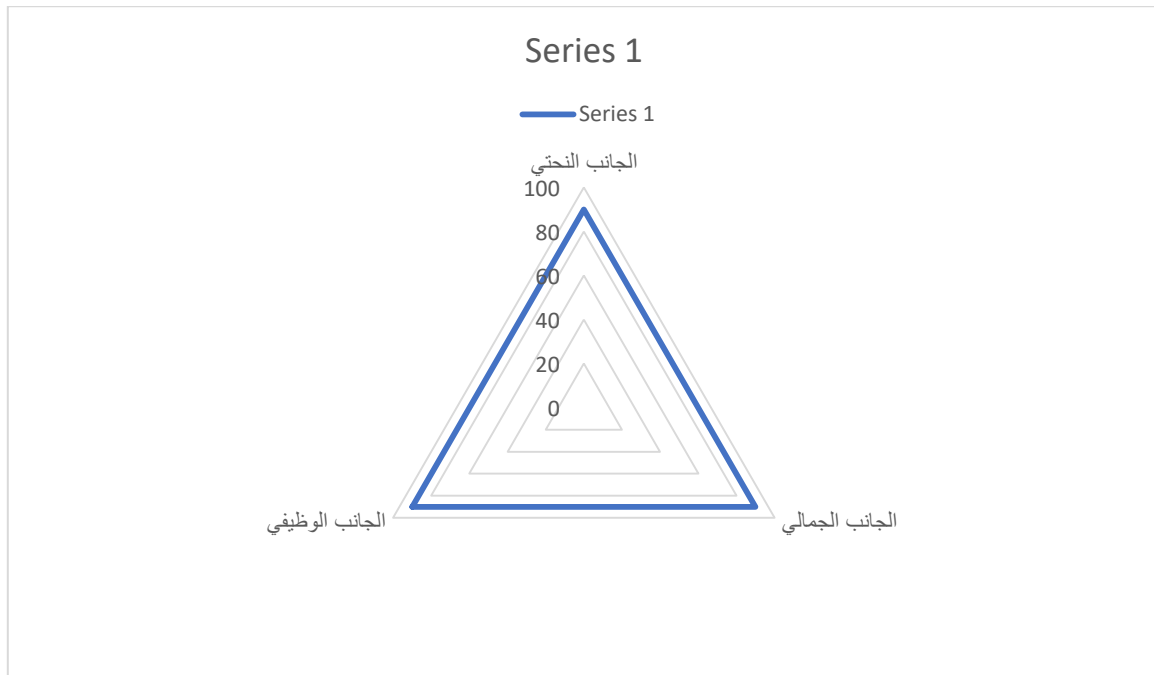 Series 1
Series 1
الجانب النحتي
100
80
60
40
20
0
الجانب الوظيفي
الجانب الجمالي